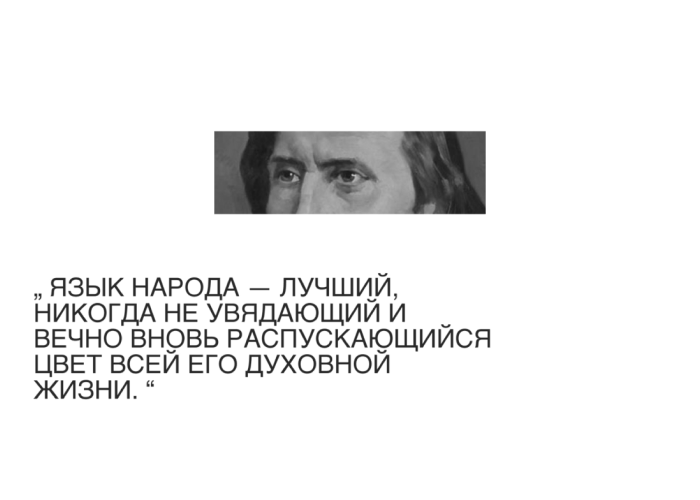 „ ЯЗЫК НАРОДА — ЛУЧШИЙ,
НИКОГДА НЕ УВЯДАЮЩИЙ И
ВЕЧНО ВНОВЬ РАСПУСКАЮЩИЙСЯ
ЦВЕТ ВСЕЙ ЕГО ДУХОВНОЙ
ЖИЗНИ. “